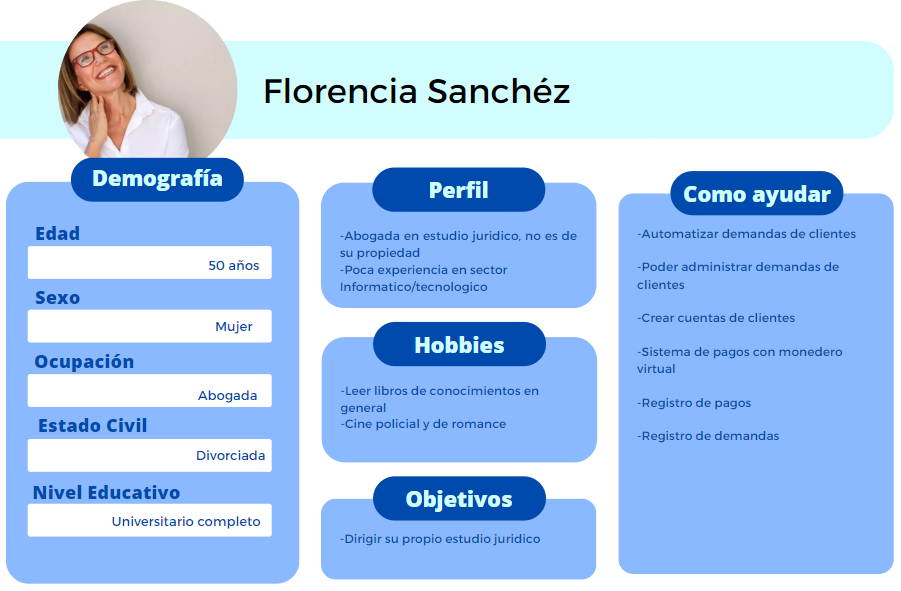 Florencia Sanchéz
Demografía
Edad
50 años
Sexo
Mujer
Ocupación
Abogada
Estado Civil
Divorciada
Nivel Educativo
Universitario completo
Perfil
-Abogada en estudio juridico, no es de
su propiedad
-Poca experiencia en sector
Informatico/tecnologico
Hobbies
-Leer libros de conocimientos en
general
-Cine policial y de romance
Objetivos
-Dirigir su propio estudio juridico
Como ayudar
-Automatizar demandas de clientes
-Poder administrar demandas de
clientes
-Crear cuentas de clientes
-Sistema de pagos con monedero
virtual
-Registro de pagos
-Registro de demandas